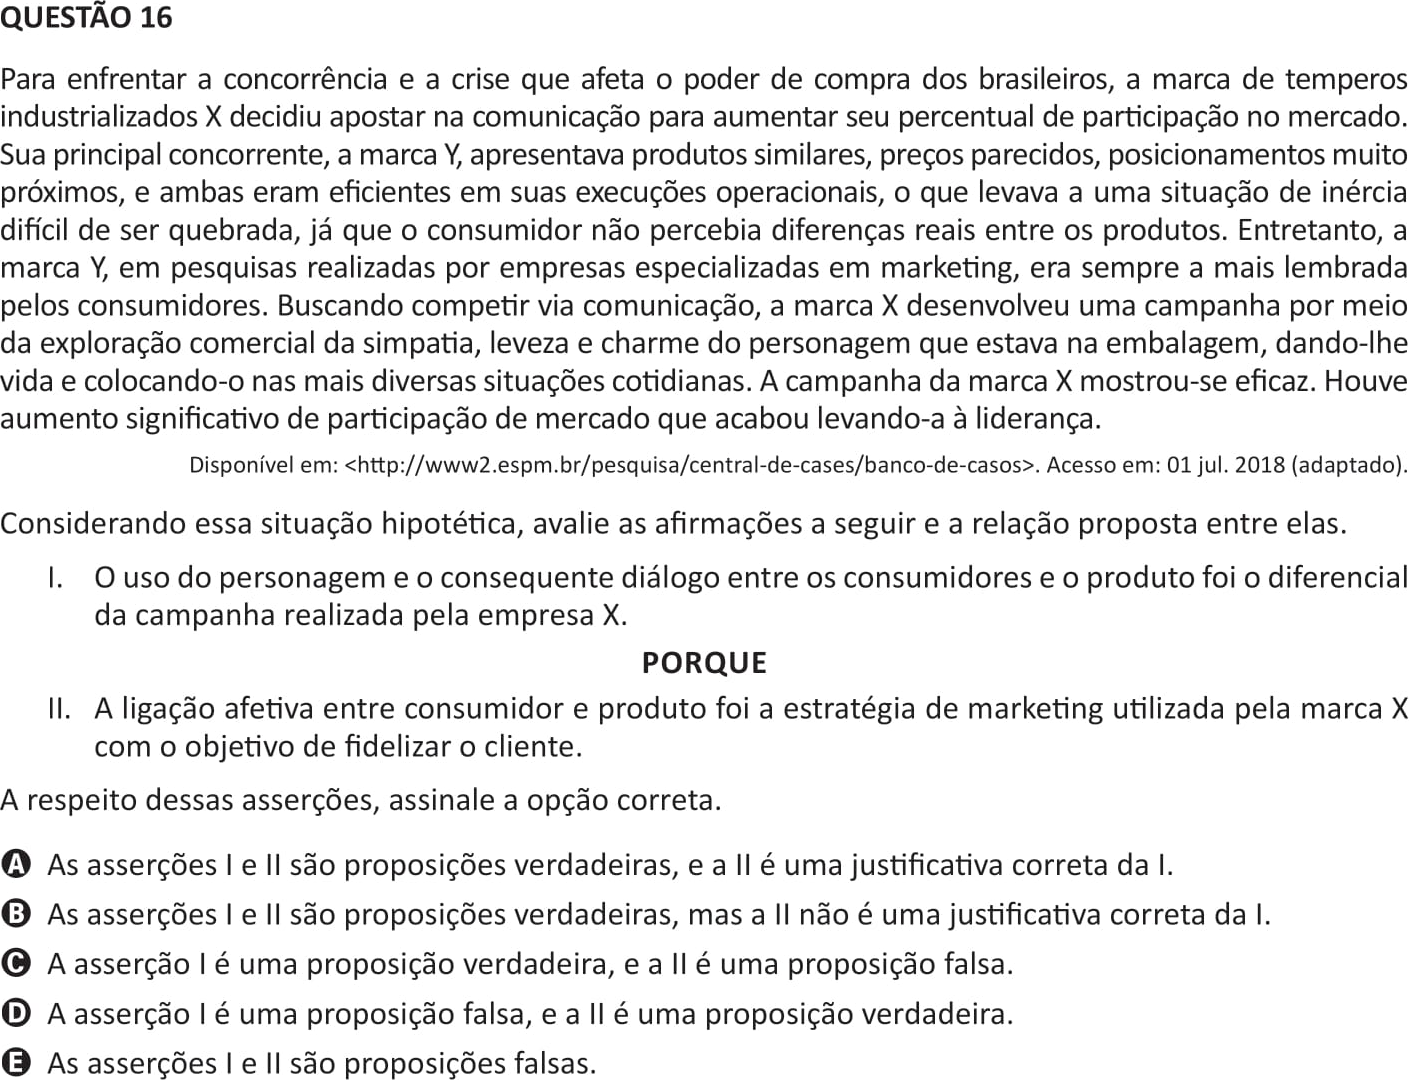 QUESTÃO 16
Para enfrentar a concorrência e a crise que afeta o poder de compra dos brasileiros, a marca de temperos
industrializados X decidiu apostar na comunicação para aumentar seu percentual de participação no mercado.
Sua principal concorrente, a marca Y, apresentava produtos similares, preços parecidos, posicionamentos muito
próximos, e ambas eram eficientes em suas execuções operacionais, o que levava a uma situação de inércia
difícil de ser quebrada, já que o consumidor não percebia diferenças reais entre os produtos. Entretanto, a
marca Y, em pesquisas realizadas por empresas especializadas em marketing, era sempre a mais lembrada
pelos consumidores. Buscando competir via comunicação, a marca X desenvolveu uma campanha por meio
da exploração comercial da simpatia, leveza e charme do personagem que estava na embalagem, dando-lhe
vida e colocando-o nas mais diversas situações cotidianas. A campanha da marca X mostrou-se eficaz. Houve
aumento significativo de participação de mercado que acabou levando-a à liderança.
Disponível em: <http://www2.espm.br/pesquisa/central-de-cases/banco-de-casos>. Acesso em: 01 jul. 2018 (adaptado).
Considerando essa situação hipotética, avalie as afirmações a seguir e a relação proposta entre elas.
I. O uso do personagem e o consequente diálogo entre os consumidores e o produto foi o diferencial
da campanha realizada pela empresa X.
PORQUE
II. A ligação afetiva entre consumidor e produto foi a estratégia de marketing utilizada pela marca X
com o objetivo de fidelizar o cliente.
A respeito dessas asserções, assinale a opção correta.
A As asserções I e II são proposições verdadeiras, e a II é uma justificativa correta da I.
B As asserções I e II são proposições verdadeiras, mas a II não é uma justificativa correta da I.
C A asserção I é uma proposição verdadeira, e a II é uma proposição falsa.
D A asserção I é uma proposição falsa, e a II é uma proposição verdadeira.
E As asserções I e II são proposições falsas.